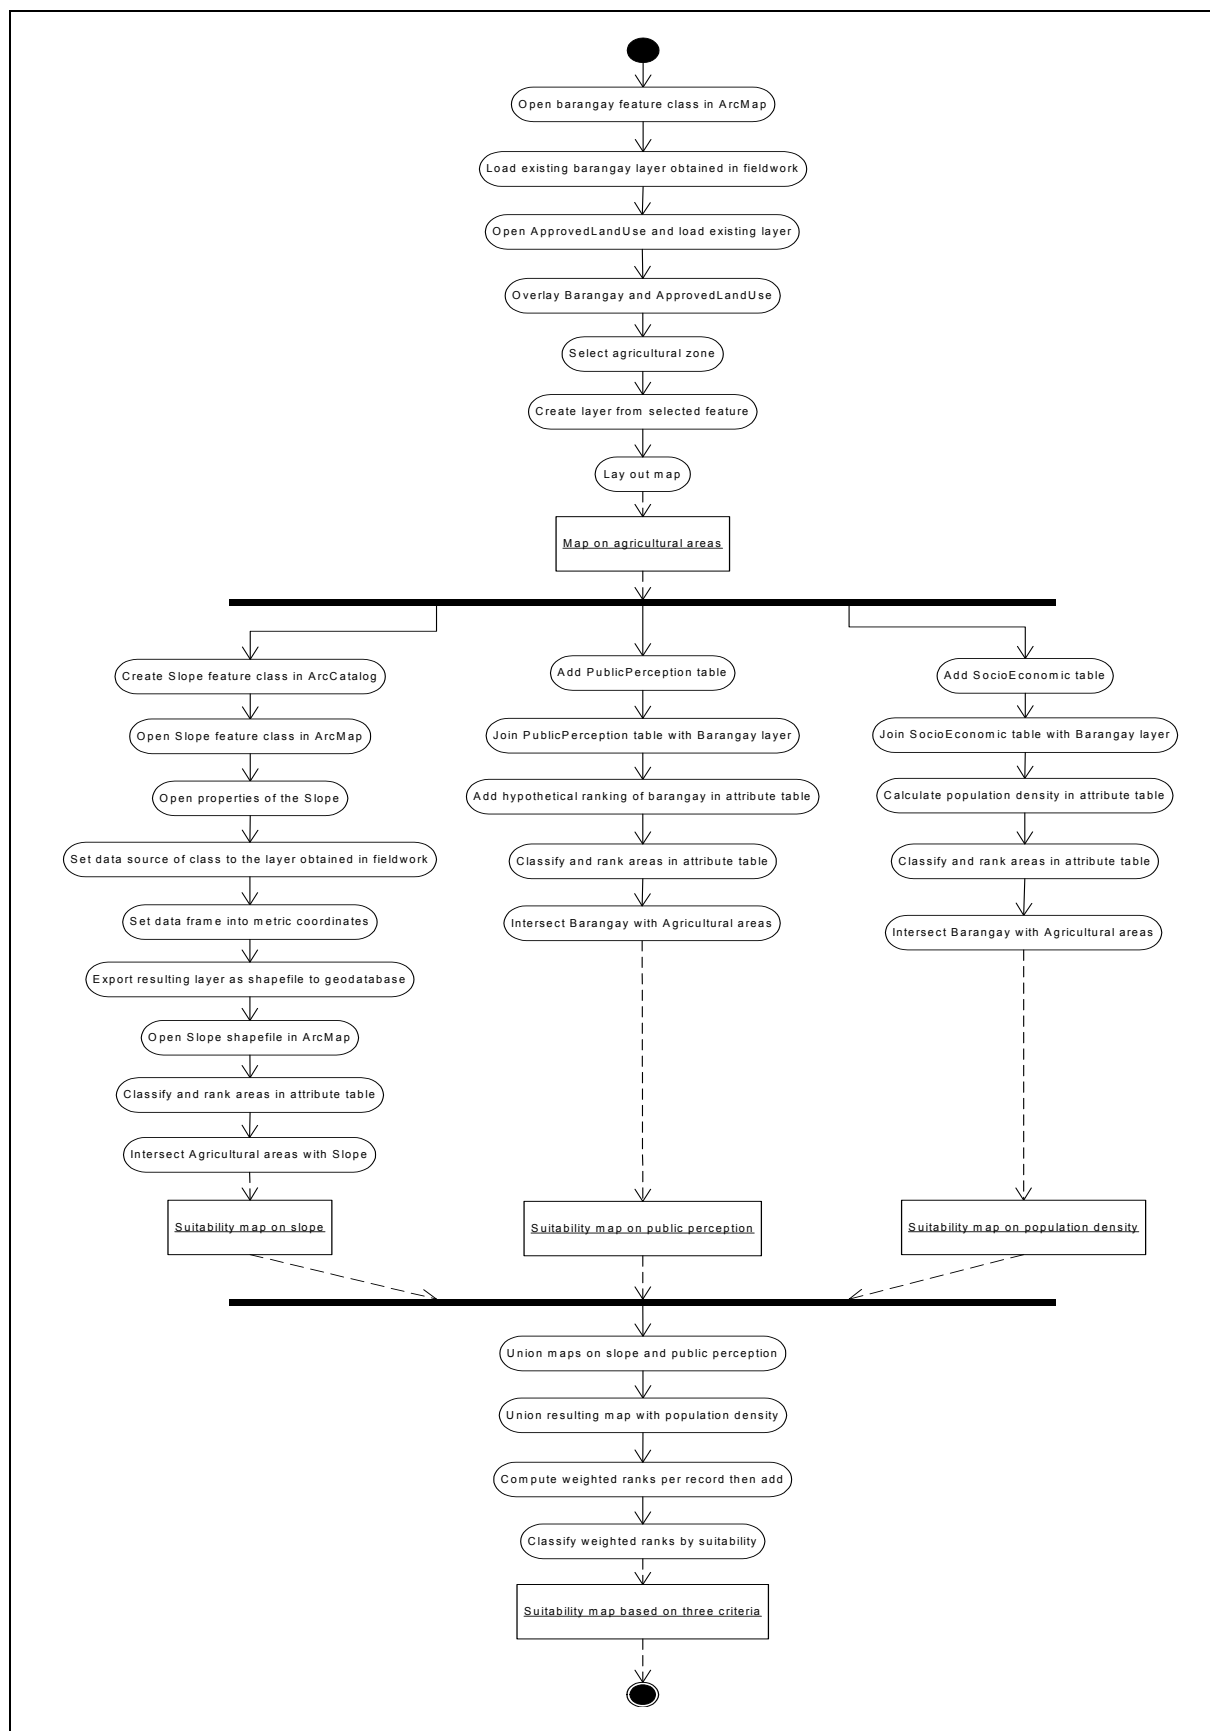 Open barangay feature class in ArcMap
Load existing barangay layer obtained in fieldwork
Open ApprovedLandUse and load existing layer
Overlay Barangay and ApprovedLandUse
Select agricultural zone
Create layer from selected feature
Lay out map
Map on agricultural areas
Create Slope feature class in ArcCatalog
Open Slope feature class in ArcMap
Open properties of the Slope
Set data source of class to the layer obtained in fieldwork
Set data frame into metric coordinates
Export resulting layer as shapefile to geodatabase
Open Slope shapefile in ArcMap
Classify and rank areas in attribute table
Intersect Agricultural areas with Slope
Suitability map on slope
Add PublicPerception table
Join PublicPerception table with Barangay layer
Add hypothetical ranking of barangay in attribute table
Classify and rank areas in attribute table
Intersect Barangay with Agricultural areas
Suitability map on public perception
Add SocioEconomic table
Join SocioEconomic table with Barangay layer
Calculate population density in attribute table
Classify and rank areas in attribute table
Intersect Barangay with Agricultural areas
Suitability map on population density
Union maps on slope and public perception
Union resulting map with population density
Compute weighted ranks per record then add
Classify weighted ranks by suitability
Suitability map based on three criteria